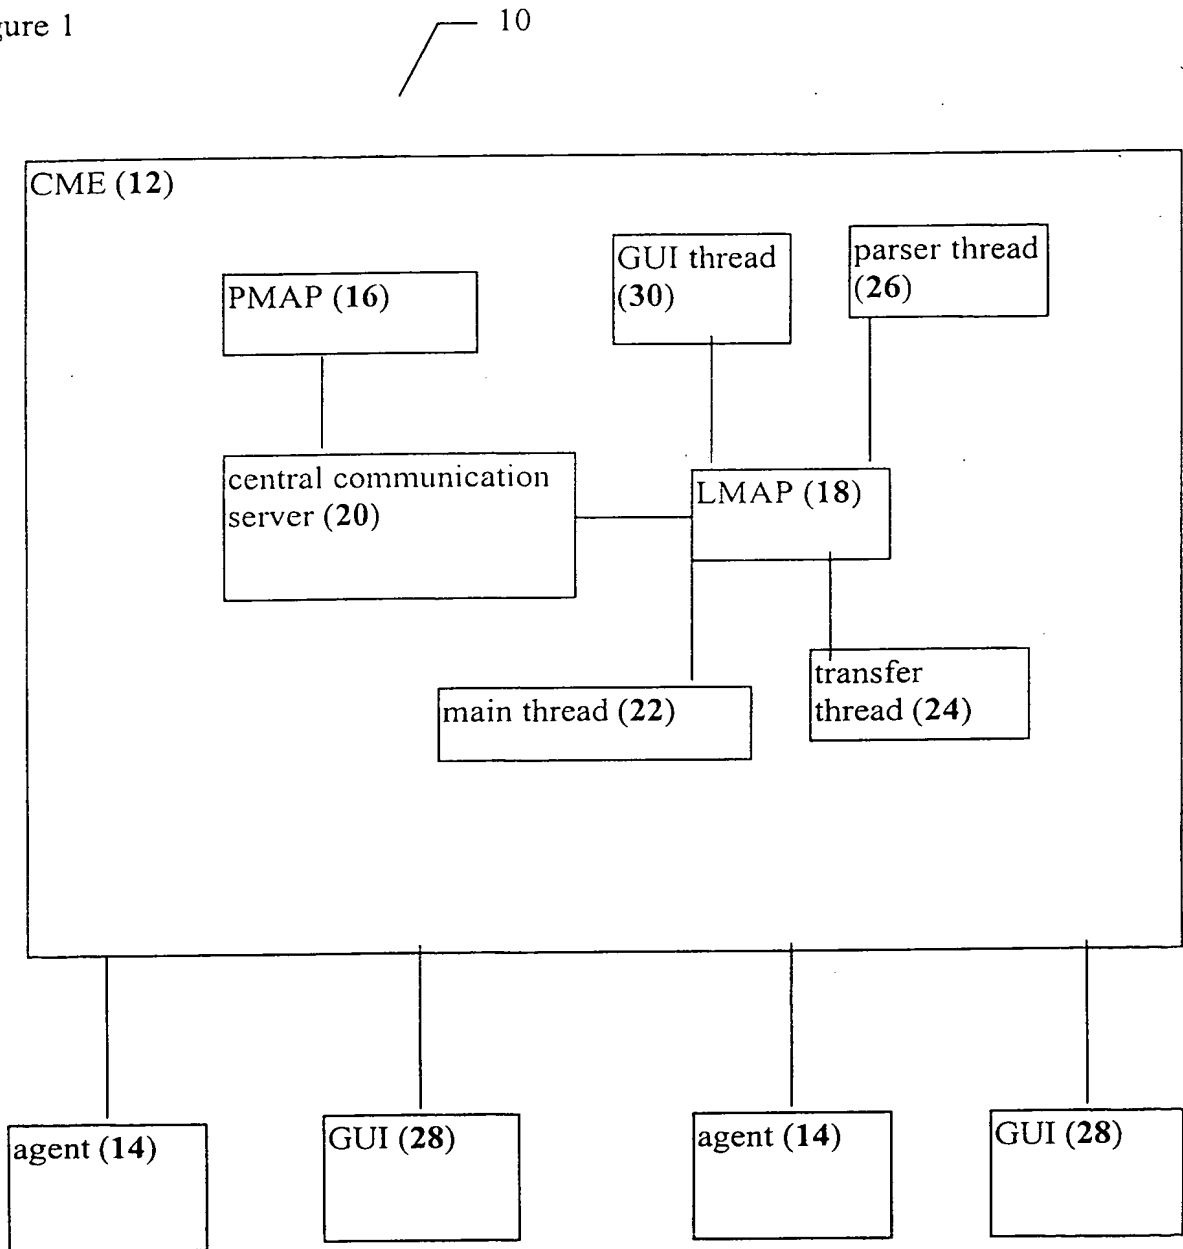 gure 1
10
CME (12)
GUI thread
(30)
parser thread
(26)
PMAP (16)
central communication
server (20)
LMAP (18)
main thread (22)
transfer
thread (24)
agent (14)
GUI (28)
agent (14)
GUI (28)